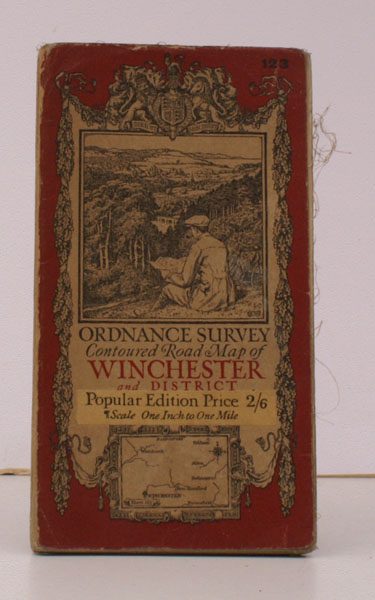 123
ORDNANCE SURVEY
Contoured Road Map of
WINCHESTER
and DISTRICT
Popular Edition Price 2/6
Scale One Inch to One Mile
WINCHESTER